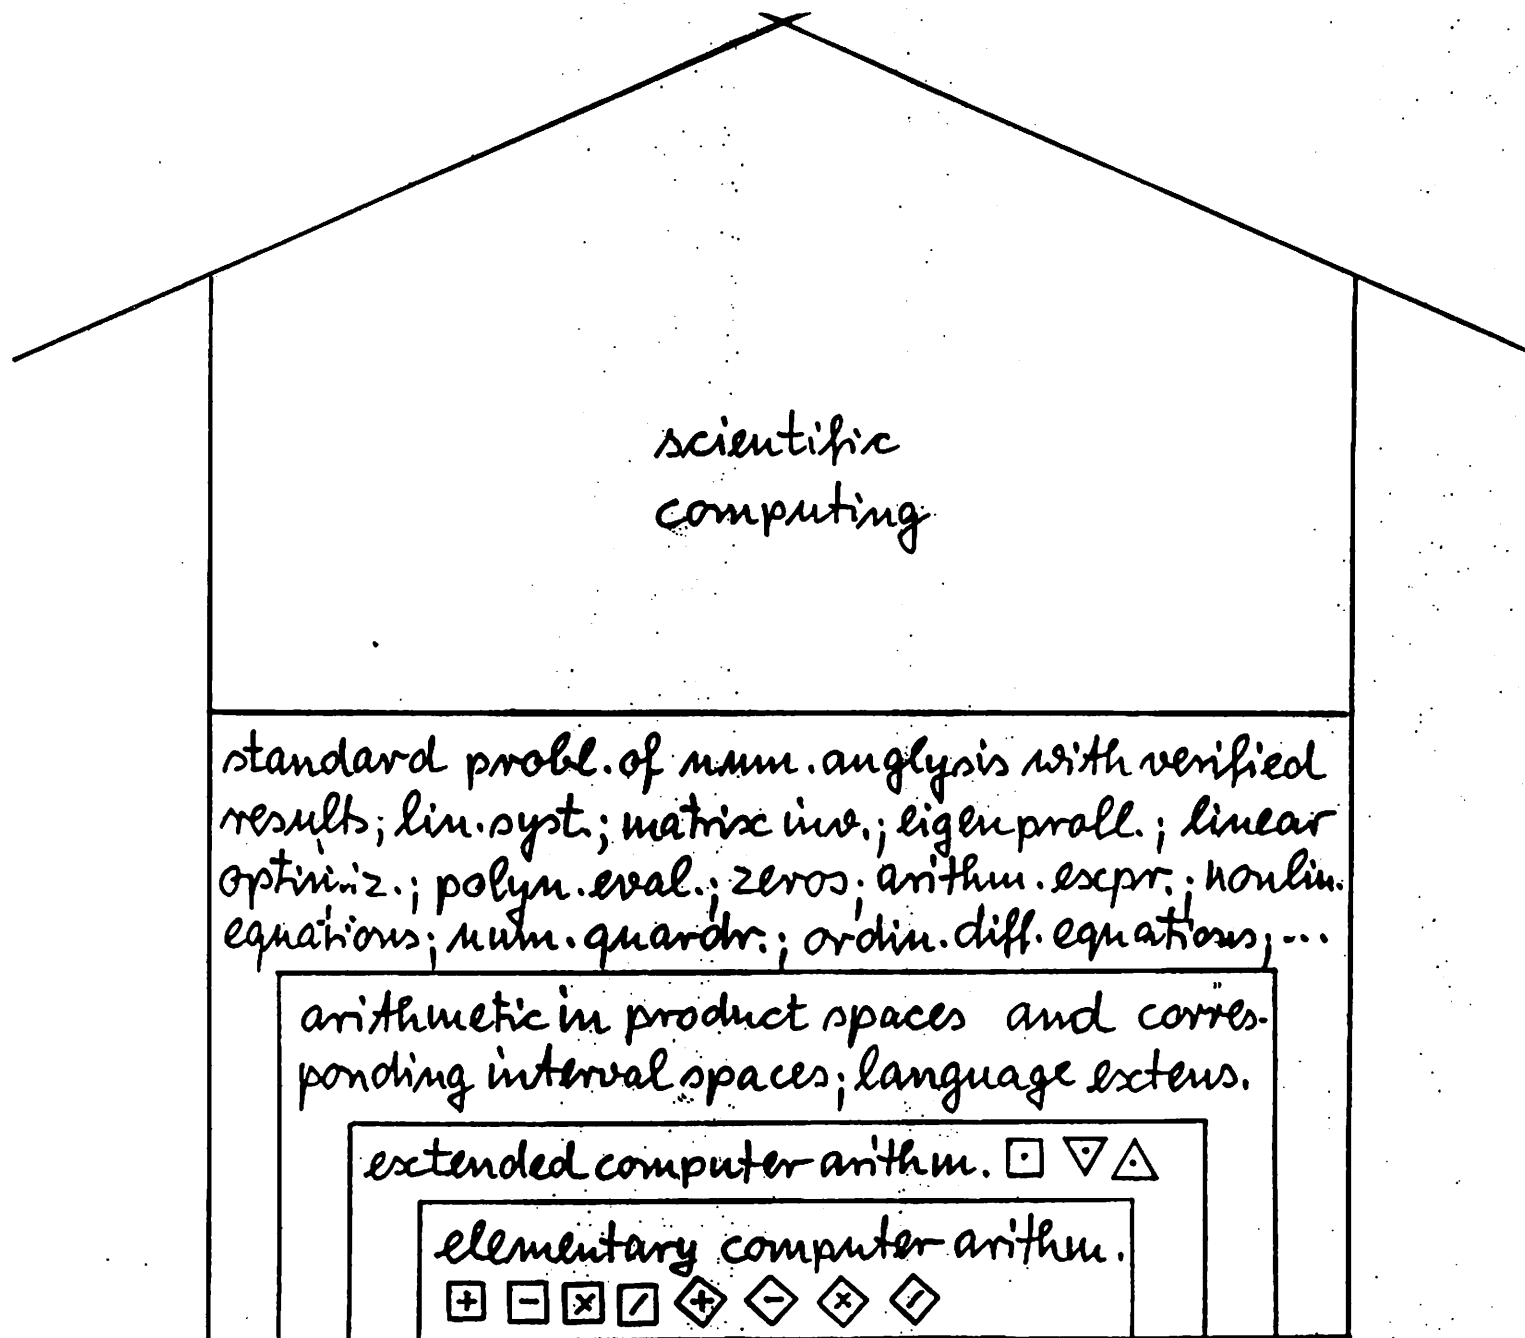 scientific
computing
standard probl. of num. analysis with verified
results; lin. syst.; matrix inv.; eigenprobl.; linear
optimiz.; polyn. eval.; zeros; arithm. expr.; nonlin.
equations; num. quardr.; ordin. diff. equations; ...
arithmetic in product spaces and corres-
ponding interval spaces; language extens.
extended computer arithm. ⊡ ▽ △
elementary computer arithm.
+ - × / + - × /